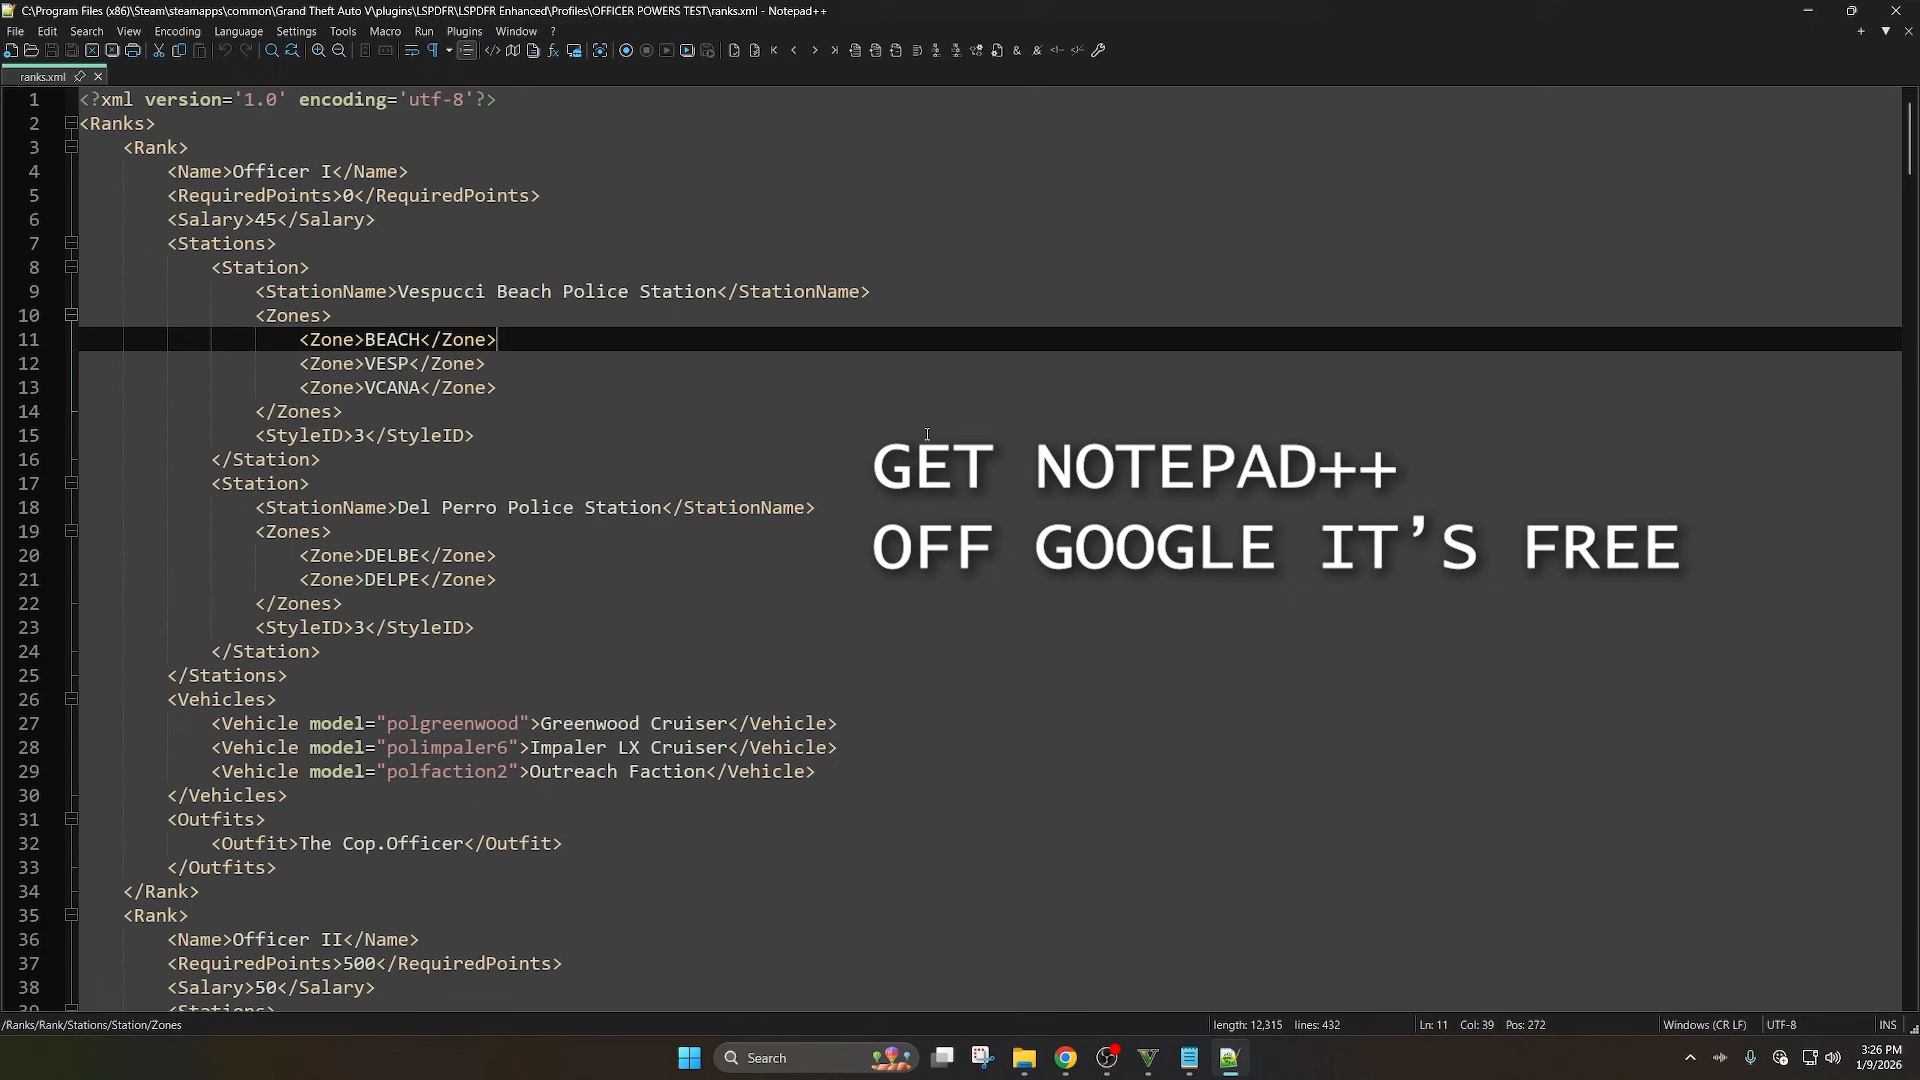 C:\Program Files (x86)\Steam\steamapps\common\Grand Theft Auto V\plugins\LSPDFR\LSPDFR Enhanced\Profiles\OFFICER POWERS TEST\ranks.xml - Notepad++
File Edit Search View Encoding Language Settings Tools Macro Run Plugins Window ?
ranks.xml
1 <?xml version='1.0' encoding='utf-8'?>
2 <Ranks>
3 <Rank>
4 <Name>Officer I</Name>
5 <RequiredPoints>0</RequiredPoints>
6 <Salary>45</Salary>
7 <Stations>
8 <Station>
9 <StationName>Vespucci Beach Police Station</StationName>
10 <Zones>
11 <Zone>BEACH</Zone>
12 <Zone>VESP</Zone>
13 <Zone>VCANA</Zone>
14 </Zones>
15 <StyleID>3</StyleID>
16 </Station>
17 <Station>
18 <StationName>Del Perro Police Station</StationName>
19 <Zones>
20 <Zone>DELBE</Zone>
21 <Zone>DELPE</Zone>
22 </Zones>
23 <StyleID>3</StyleID>
24 </Station>
25 </Stations>
26 <Vehicles>
27 <Vehicle model="polgreenwood">Greenwood Cruiser</Vehicle>
28 <Vehicle model="polimpaler6">Impaler LX Cruiser</Vehicle>
29 <Vehicle model="polfaction2">Outreach Faction</Vehicle>
30 </Vehicles>
31 <Outfits>
32 <Outfit>The Cop.Officer</Outfit>
33 </Outfits>
34 </Rank>
35 <Rank>
36 <Name>Officer II</Name>
37 <RequiredPoints>500</RequiredPoints>
38 <Salary>50</Salary>
39 <Stations>
GET NOTEPAD++
OFF GOOGLE IT'S FREE
/Ranks/Rank/Stations/Station/Zones
length: 12,315 lines: 432
Ln: 11 Col: 39 Pos: 272
Windows (CR LF)
UTF-8
INS
Search
3:26 PM
1/9/2026